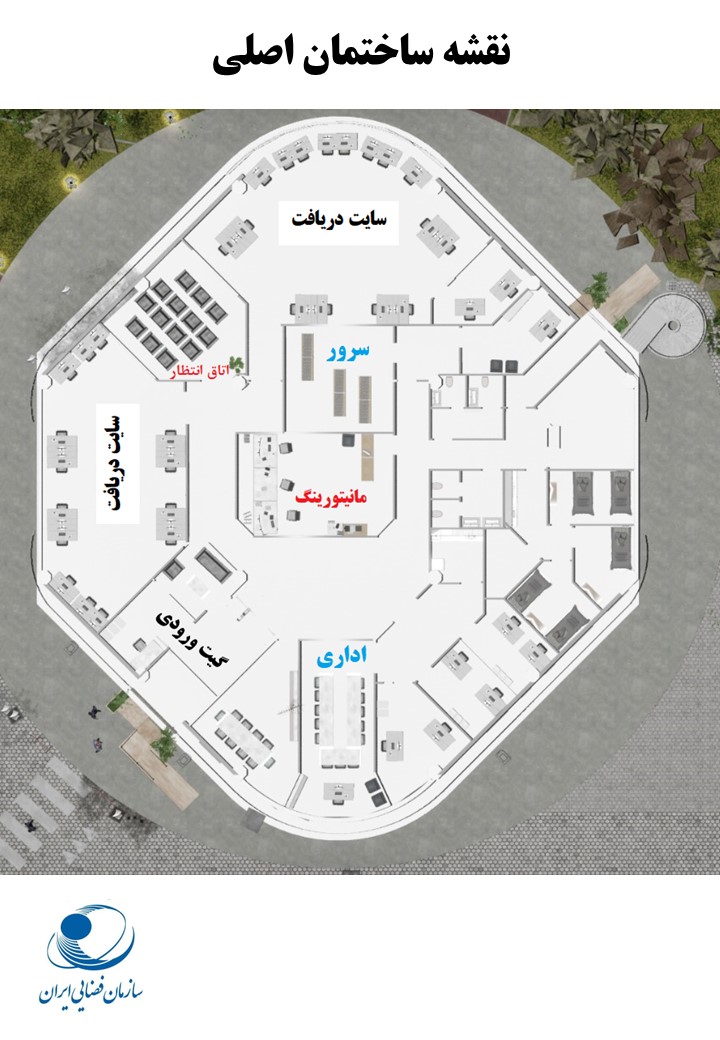 نقشه ساختمان اصلی
سایت دریافت
سرور
اتاق انتظار
سایت دریافت
مانیتورینگ
گیت ورودی
اداری
سازمان فضایی ایران